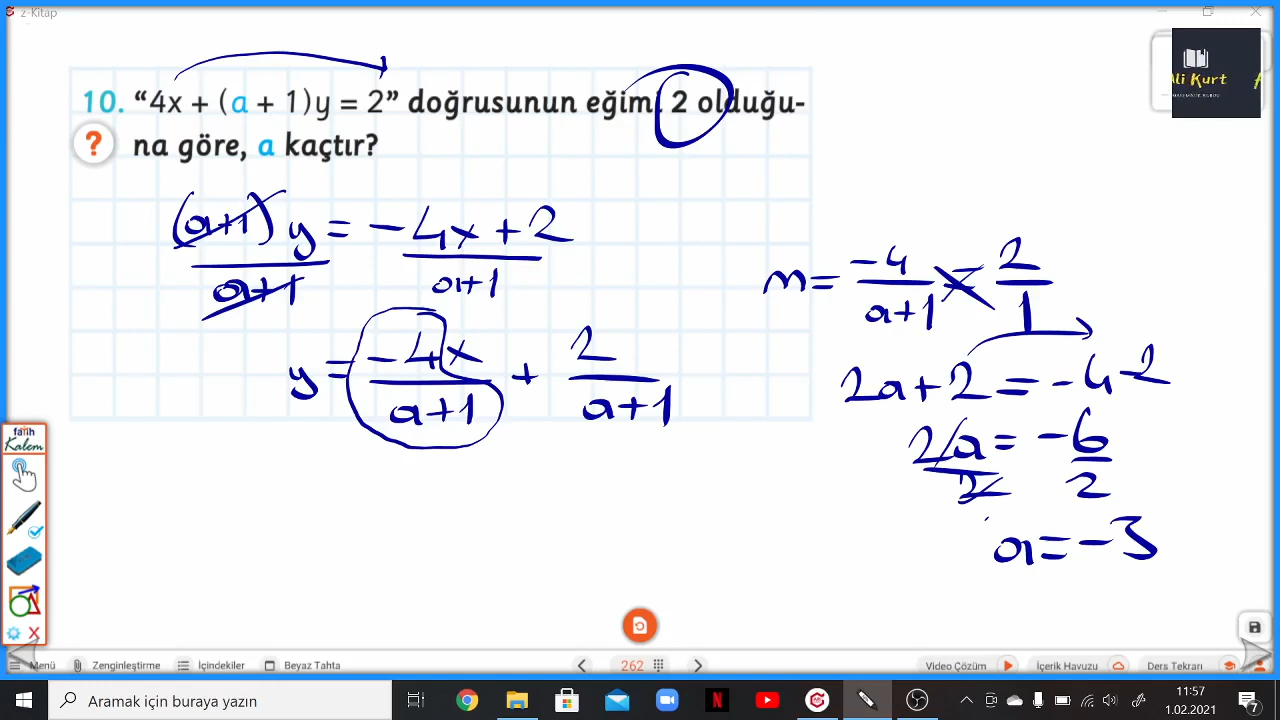 z-Kitap
Ali Kurt
10. “4x + (a + 1)y = 2” doğrusunun eğimi 2 olduğu-
? na göre, a kaçtır?
(a+1) y = -4x + 2
a+1 a+1
y = -4x / a+1 + 2 / a+1
m = -4 / a+1 = 2 / 1
2a + 2 = -4 -2
2a / 2 = -6 / 2
a = -3
fatih
Kalem
Menü Zenginleştirme İçindekiler Beyaz Tahta 262 Video Çözüm İçerik Havuzu Ders Tekrarı
Aramak için buraya yazın
11:57
1.02.2021
7